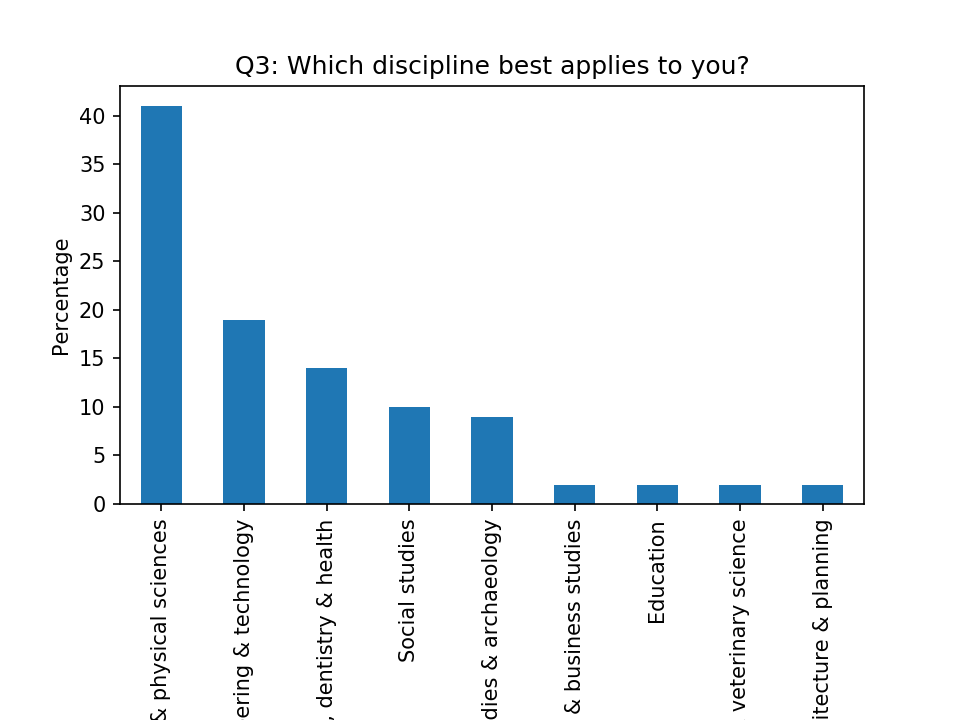 Q3: Which discipline best applies to you?
Percentage
40
35
30
25
20
15
10
5
0
& physical sciences
ering & technology
, dentistry & health
Social studies
dies & archaeology
& business studies
Education
, veterinary science
itecture & planning